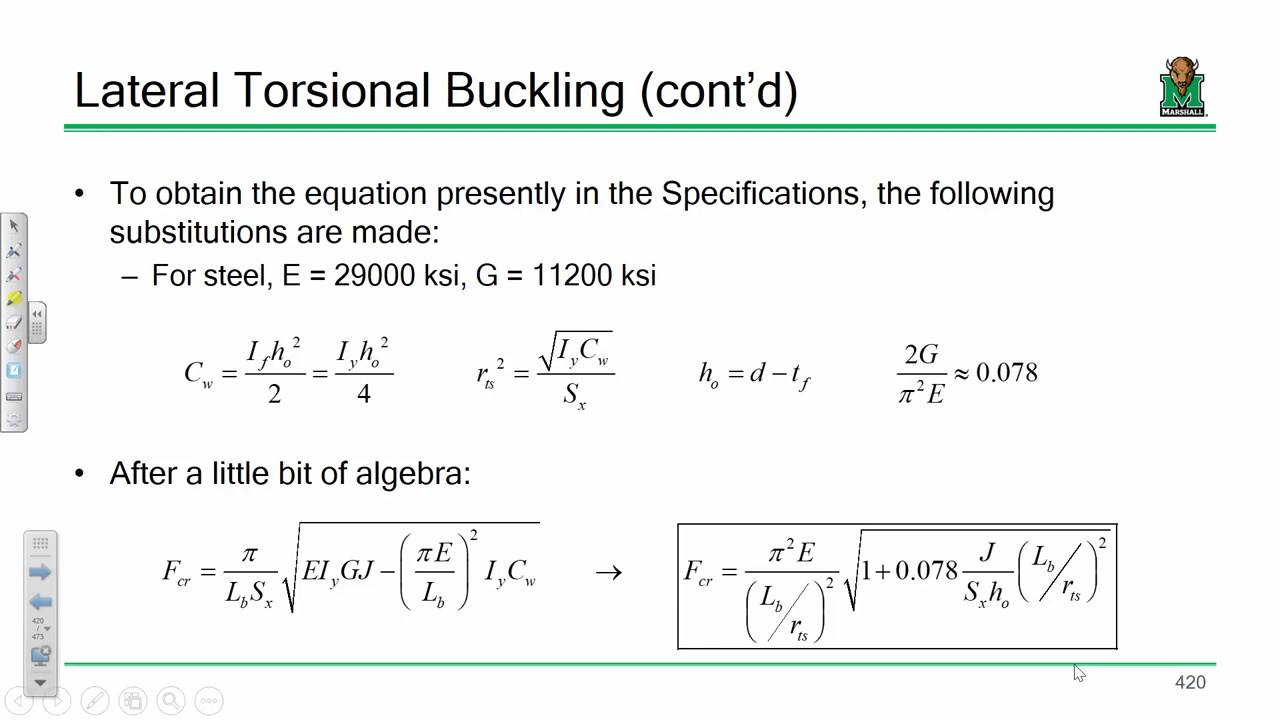 Lateral Torsional Buckling (cont’d)
MARSHALL
• To obtain the equation presently in the Specifications, the following
substitutions are made:
– For steel, E = 29000 ksi, G = 11200 ksi
C_w = I_f h_o^2 / 2 = I_y h_o^2 / 4    r_ts^2 = √(I_y C_w) / S_x    h_o = d − t_f    2G / π^2 E ≈ 0.078
• After a little bit of algebra:
F_cr = π / (L_b S_x) √(E I_y G J − (πE / L_b)^2 I_y C_w) → F_cr = π^2 E / (L_b / r_ts)^2 √(1 + 0.078 J / (S_x h_o) (L_b / r_ts)^2)
420
/
473
420